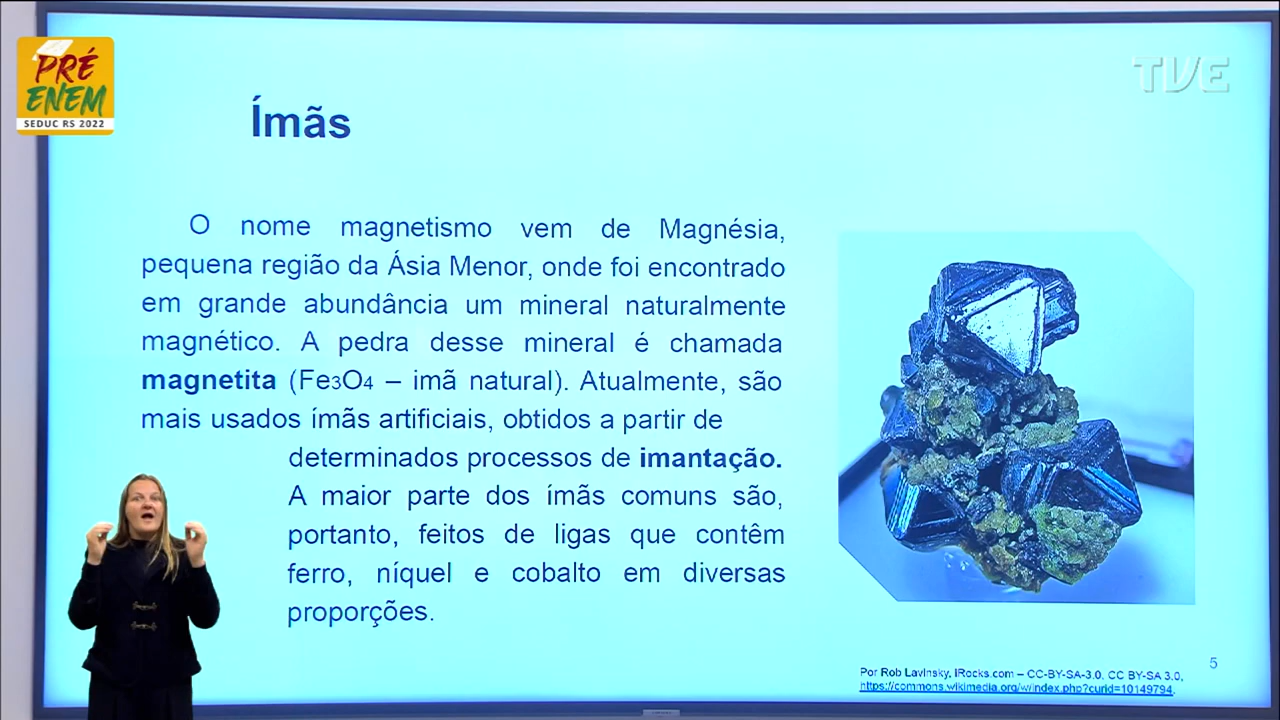 PRÉ
ENEM
SEDUC RS 2022
TVE
Ímãs
O nome magnetismo vem de Magnésia,
pequena região da Ásia Menor, onde foi encontrado
em grande abundância um mineral naturalmente
magnético. A pedra desse mineral é chamada
magnetita (Fe3O4 – imã natural). Atualmente, são
mais usados ímãs artificiais, obtidos a partir de
determinados processos de imantação.
A maior parte dos ímãs comuns são,
portanto, feitos de ligas que contêm
ferro, níquel e cobalto em diversas
proporções.
5
Por Rob Lavinsky, iRocks.com – CC-BY-SA-3.0, CC BY-SA 3.0,
https://commons.wikimedia.org/w/index.php?curid=10149794.